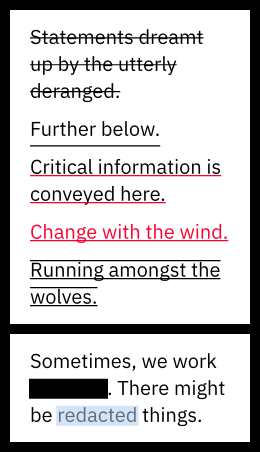 Statements dreamt
up by the utterly
deranged.
Further below.
Critical information is
conveyed here.
Change with the wind.
Running amongst the
wolves.
Sometimes, we work
. There might
be redacted things.